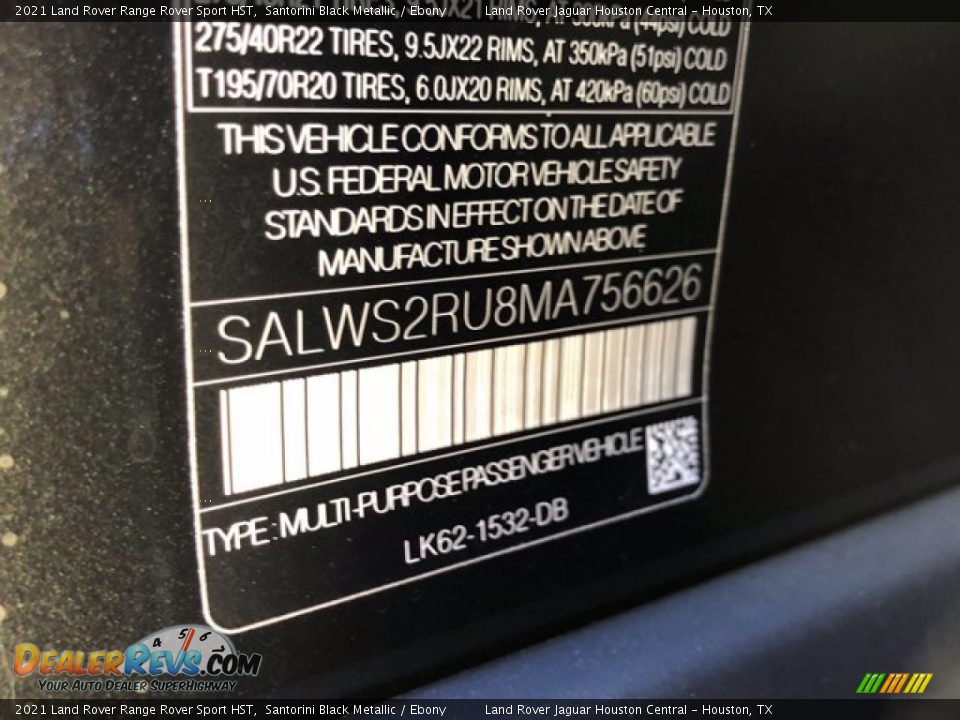 2021 Land Rover Range Rover Sport HST, Santorini Black Metallic / Ebony Land Rover Jaguar Houston Central - Houston, TX
275/40R22 TIRES, 9.5JX22 RIMS, AT 350kPa (51psi) COLD
T195/70R20 TIRES, 6.0JX20 RIMS, AT 420kPa (60psi) COLD
THIS VEHICLE CONFORMS TO ALL APPLICABLE
U.S. FEDERAL MOTOR VEHICLE SAFETY
STANDARDS IN EFFECT ON THE DATE OF
MANUFACTURE SHOWN ABOVE
SALWS2RU8MA756626
TYPE : MULTI-PURPOSE PASSENGER VEHICLE
LK62-1532-DB
4 5 6
DEALERREVS.COM
YOUR AUTO DEALER SUPERHIGHWAY
2021 Land Rover Range Rover Sport HST, Santorini Black Metallic / Ebony Land Rover Jaguar Houston Central - Houston, TX